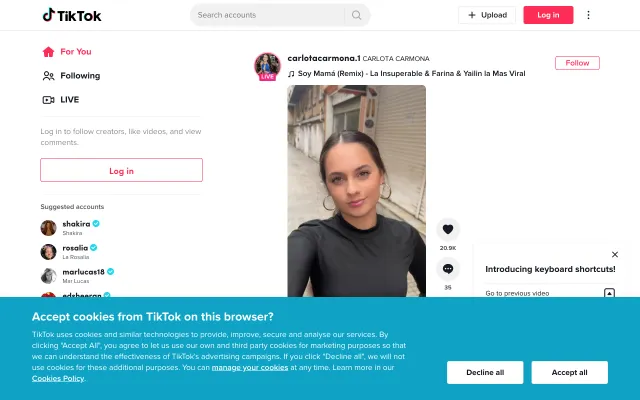 TikTok
Search accounts
Upload
Log in
For You
Following
LIVE
Log in to follow creators, like videos, and view
comments.
Log in
Suggested accounts
shakira
Shakira
rosalia
La Rosalia
marlucas18
Mar Lucas
edsheeran
LIVE
carlotacarmona.1 CARLOTA CARMONA
Follow
Soy Mamá (Remix) - La Insuperable & Farina & Yailin la Mas Viral
20.9K
35
Introducing keyboard shortcuts!
Go to previous video
Accept cookies from TikTok on this browser?
TikTok uses cookies and similar technologies to provide, improve, secure and analyse our services. By
clicking "Accept All", you agree to let us use our own and third party cookies for marketing purposes so that
we can understand the effectiveness of TikTok's advertising campaigns. If you click "Decline all", we will not
use cookies for these additional purposes. You can manage your cookies at any time. Learn more in our
Cookies Policy.
Decline all
Accept all